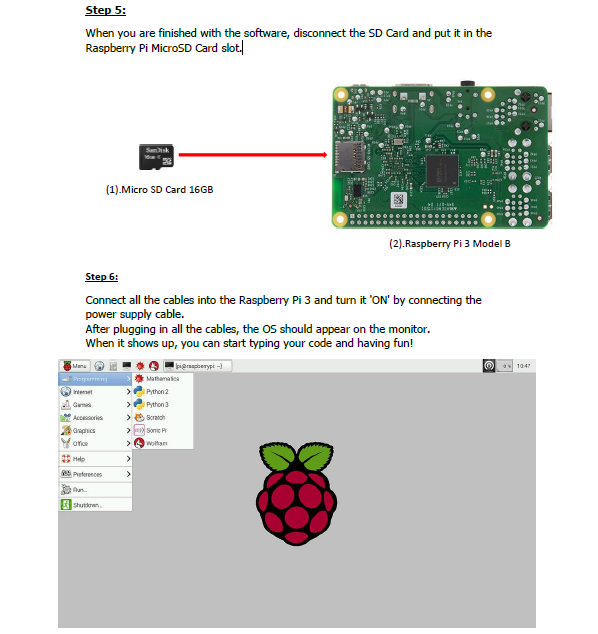 Step 5:
When you are finished with the software, disconnect the SD Card and put it in the
Raspberry Pi MicroSD Card slot.
SanDisk
(1).Micro SD Card 16GB
(2).Raspberry Pi 3 Model B
Step 6:
Connect all the cables into the Raspberry Pi 3 and turn it 'ON' by connecting the
power supply cable.
After plugging in all the cables, the OS should appear on the monitor.
When it shows up, you can start typing your code and having fun!
Menu [pi@raspberrypi: ~] 10:47
Programming Mathematica
Internet Python 2
Games Python 3
Accessories Scratch
Graphics Sonic Pi
Office Wolfram
Help
Preferences
Run...
Shutdown...